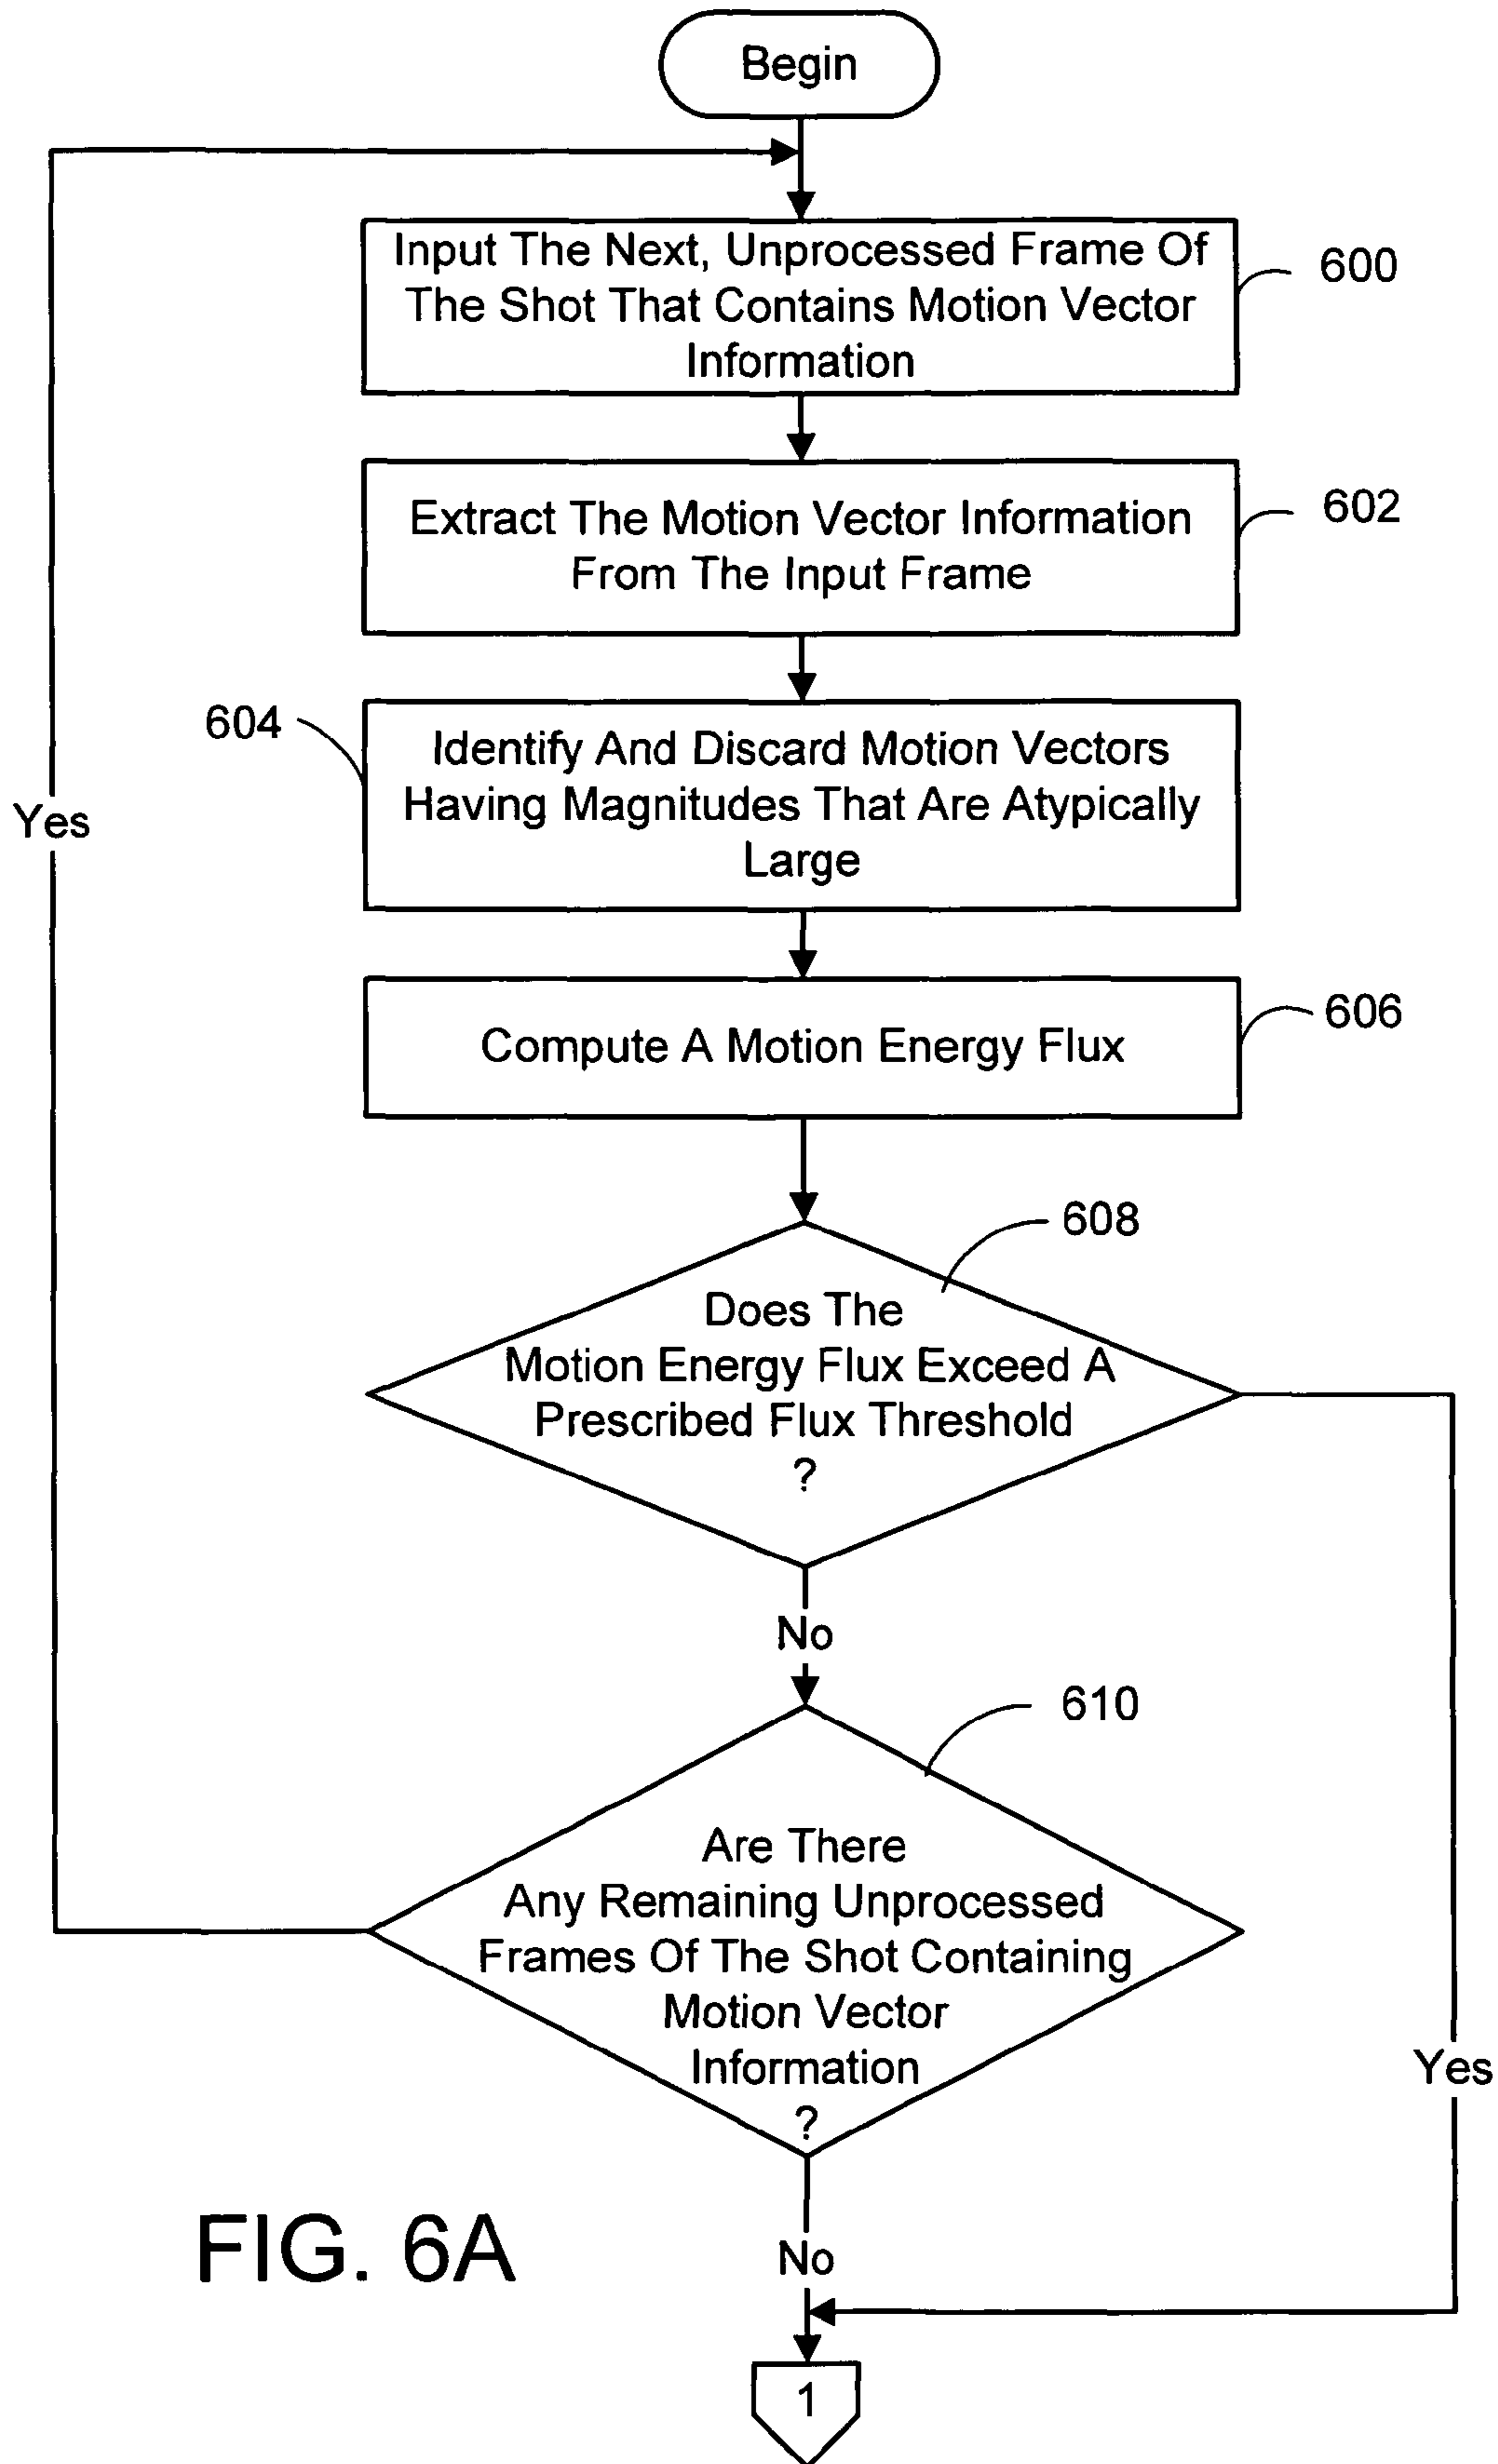 Begin
Input The Next, Unprocessed Frame Of
The Shot That Contains Motion Vector
Information
600
Extract The Motion Vector Information
From The Input Frame
602
604
Identify And Discard Motion Vectors
Having Magnitudes That Are Atypically
Large
Yes
Compute A Motion Energy Flux
606
608
Does The
Motion Energy Flux Exceed A
Prescribed Flux Threshold
?
No
610
Are There
Any Remaining Unprocessed
Frames Of The Shot Containing
Motion Vector
Information
?
Yes
No
FIG. 6A
1